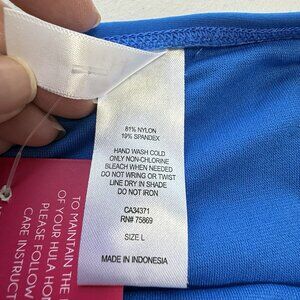 81% NYLON
19% SPANDEX
HAND WASH COLD
ONLY NON-CHLORINE
BLEACH WHEN NEEDED
DO NOT WRING OR TWIST
LINE DRY IN SHADE
DO NOT IRON
CA34371
RN# 75869
SIZE L
MADE IN INDONESIA
TO MAINTAIN THE
OF YOUR HULA HON
PLEASE FOLLOW
CARE INSTRUCT